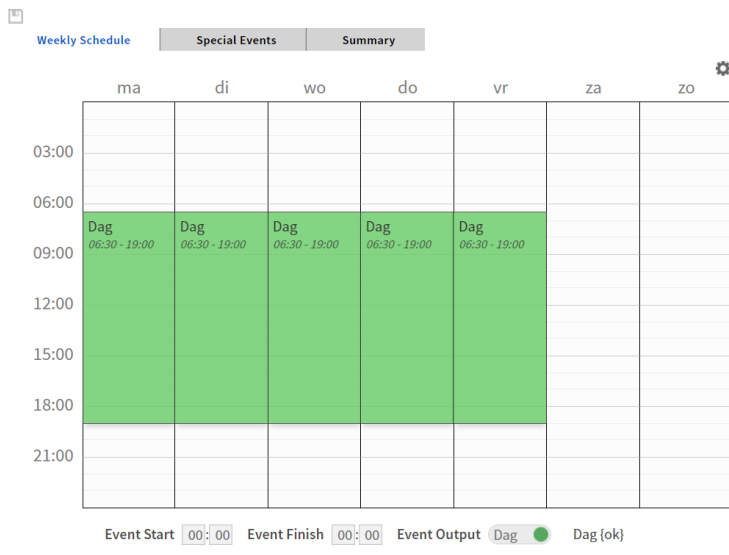 Weekly Schedule Special Events Summary
ma di wo do vr za zo
03:00
06:00
Dag Dag Dag Dag Dag
06:30 - 19:00 06:30 - 19:00 06:30 - 19:00 06:30 - 19:00 06:30 - 19:00
09:00
12:00
15:00
18:00
21:00
Event Start 00:00 Event Finish 00:00 Event Output Dag Dag {ok}